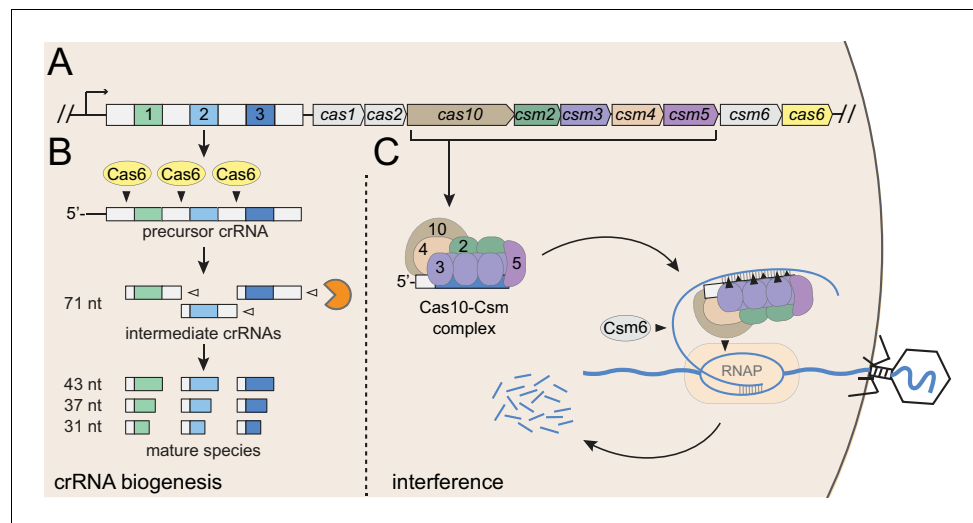 A
1 2 3 cas1 cas2 cas10 csm2 csm3 csm4 csm5 csm6 cas6
B
Cas6 Cas6 Cas6
5'-
precursor crRNA
71 nt
intermediate crRNAs
43 nt
37 nt
31 nt
mature species
crRNA biogenesis
C
10
4 2
3 5
5'-
Cas10-Csm
complex
Csm6
RNAP
interference